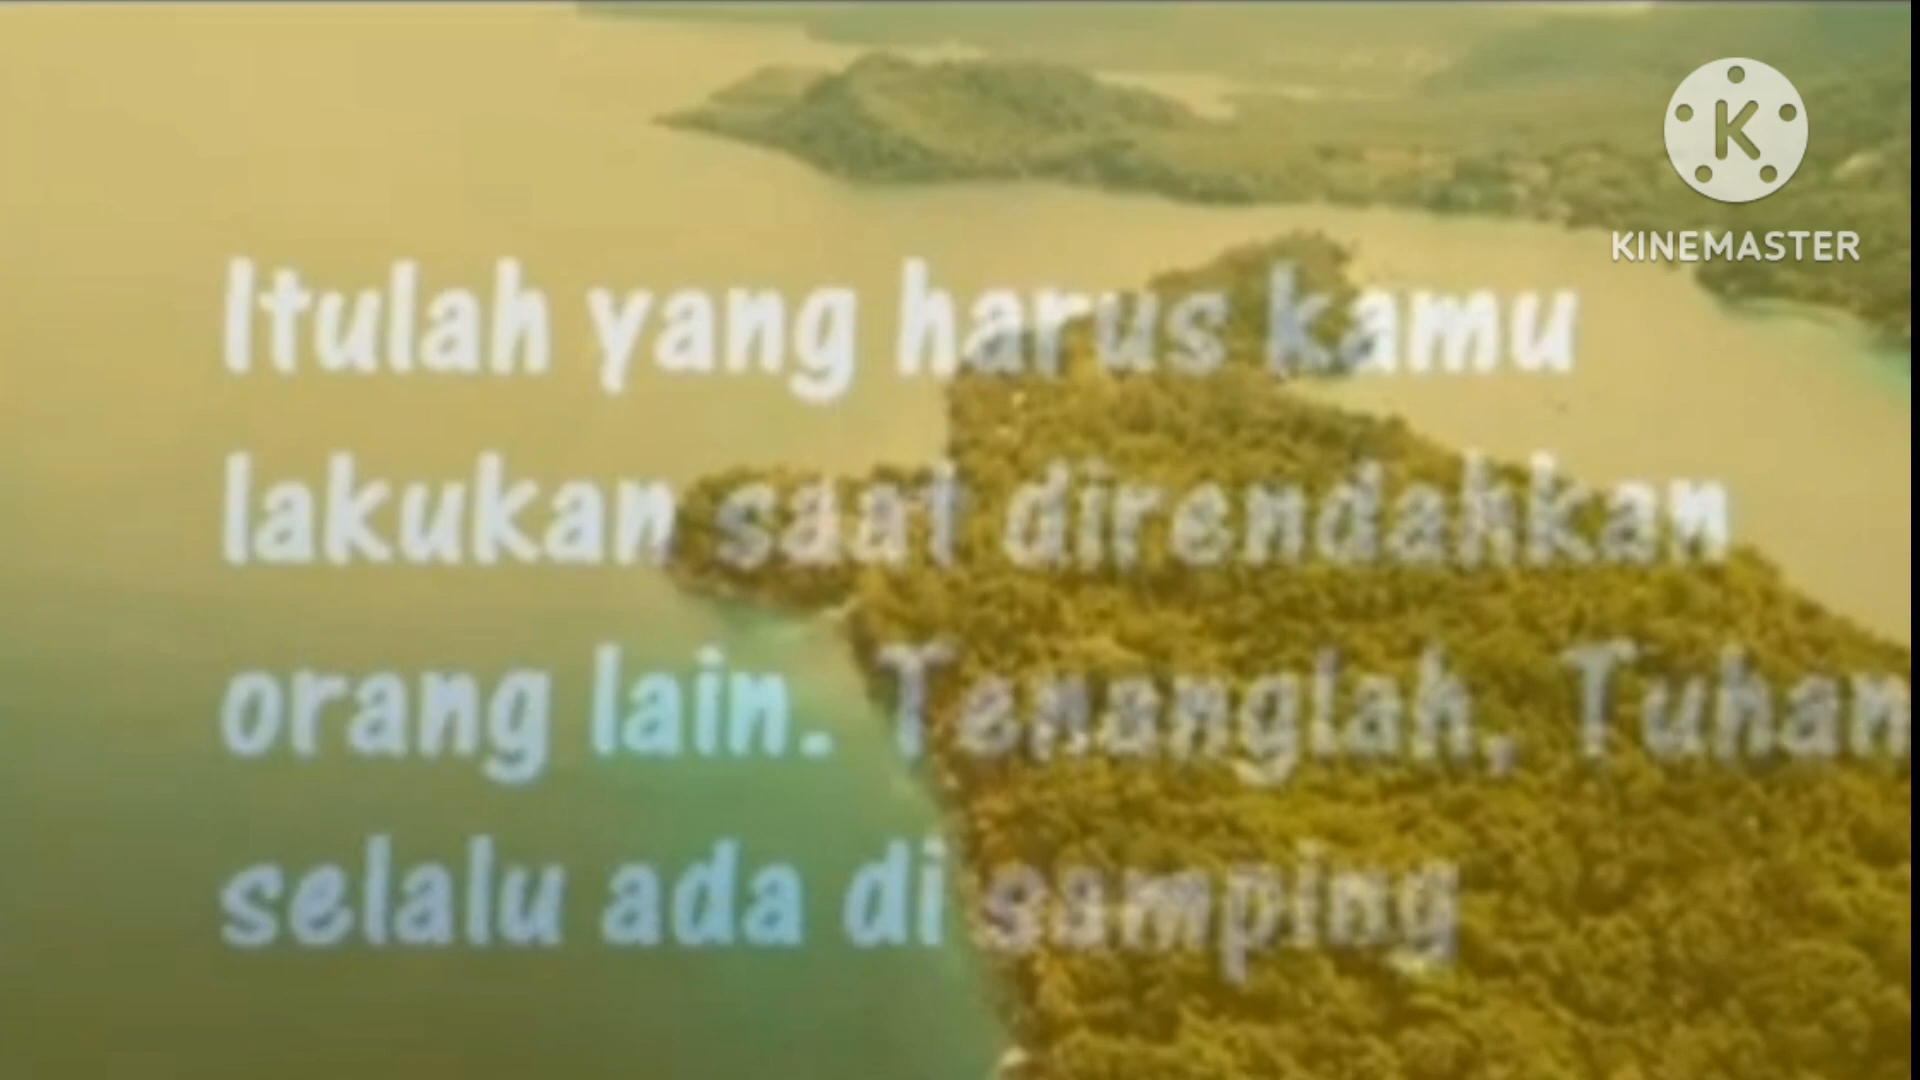 KINEMASTER
Itulah yang harus kamu
lakukan saat direndahkan
orang lain. Tenanglah, Tuhan
selalu ada di samping